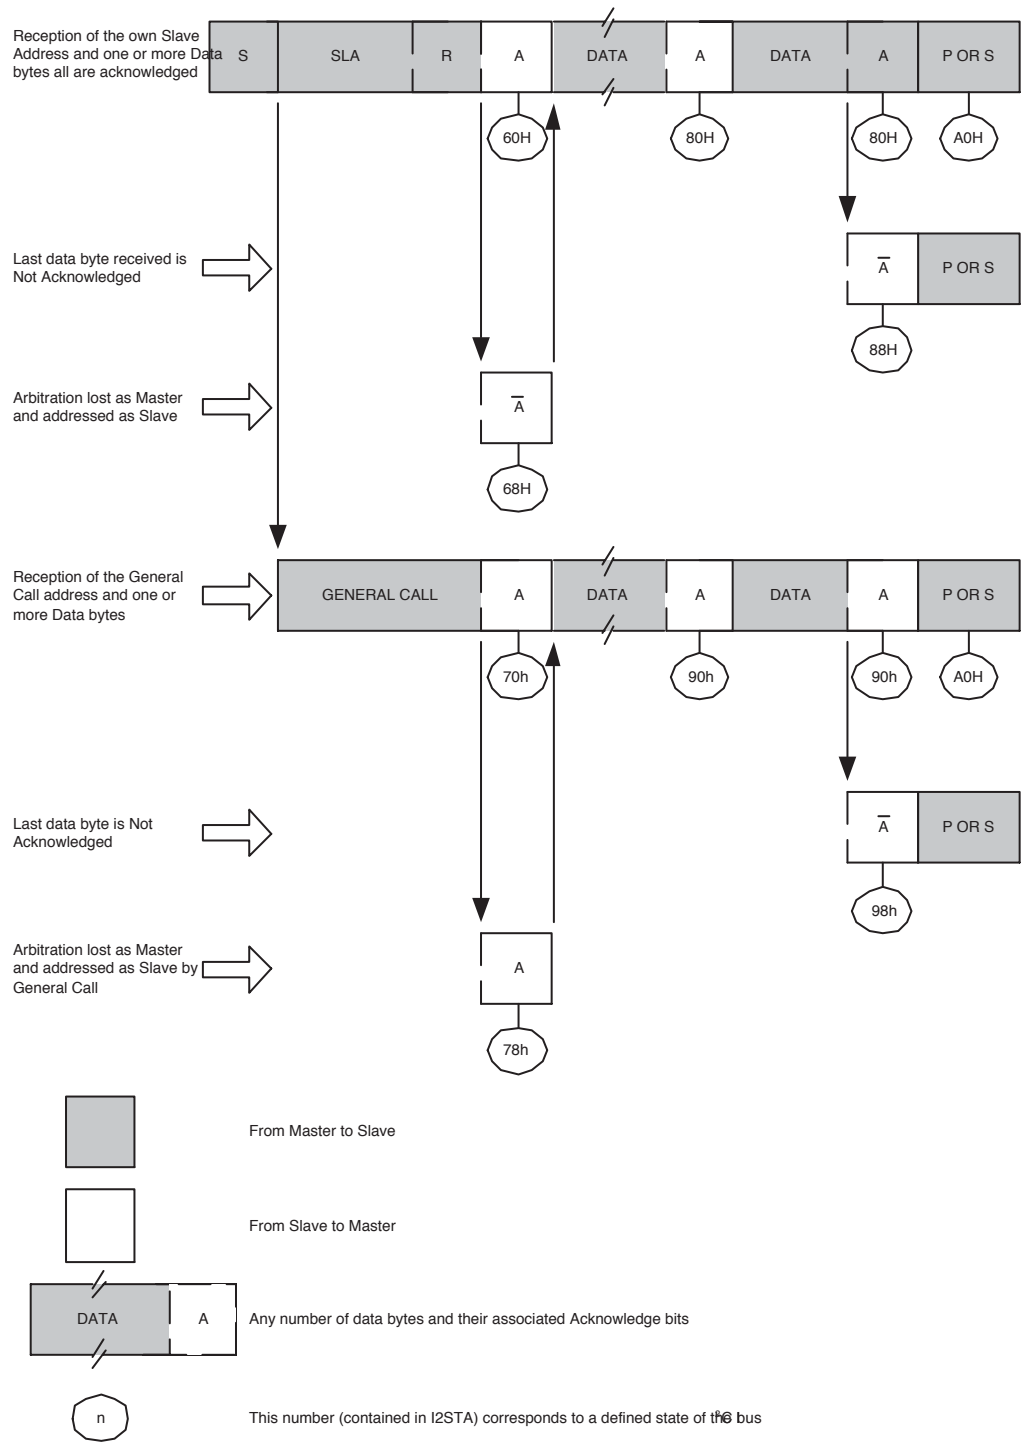 Reception of the own Slave
Address and one or more Data
bytes all are acknowledged
S SLA R A DATA A DATA A P OR S
60H 80H 80H A0H
Last data byte received is
Not Acknowledged
A P OR S
88H
Arbitration lost as Master
and addressed as Slave
A
68H
Reception of the General
Call address and one or
more Data bytes
GENERAL CALL A DATA A DATA A P OR S
70h 90h 90h A0H
Last data byte is Not
Acknowledged
A P OR S
98h
Arbitration lost as Master
and addressed as Slave by
General Call
A
78h
From Master to Slave
From Slave to Master
DATA A Any number of data bytes and their associated Acknowledge bits
n This number (contained in I2STA) corresponds to a defined state of the bus